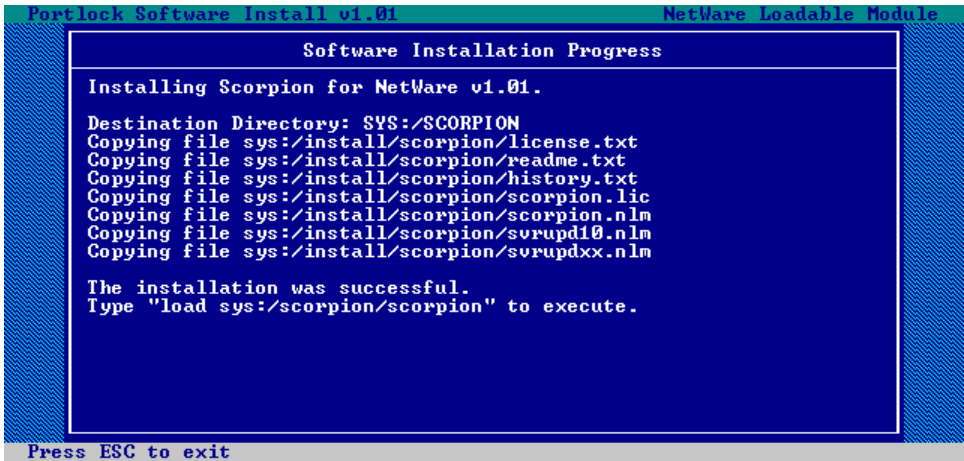 Portlock Software Install v1.01 NetWare Loadable Module
Software Installation Progress
Installing Scorpion for NetWare v1.01.
Destination Directory: SYS:/SCORPION
Copying file sys:/install/scorpion/license.txt
Copying file sys:/install/scorpion/readme.txt
Copying file sys:/install/scorpion/history.txt
Copying file sys:/install/scorpion/scorpion.lic
Copying file sys:/install/scorpion/scorpion.nlm
Copying file sys:/install/scorpion/svrupd10.nlm
Copying file sys:/install/scorpion/svrupdxx.nlm
The installation was successful.
Type "load sys:/scorpion/scorpion" to execute.
Press ESC to exit